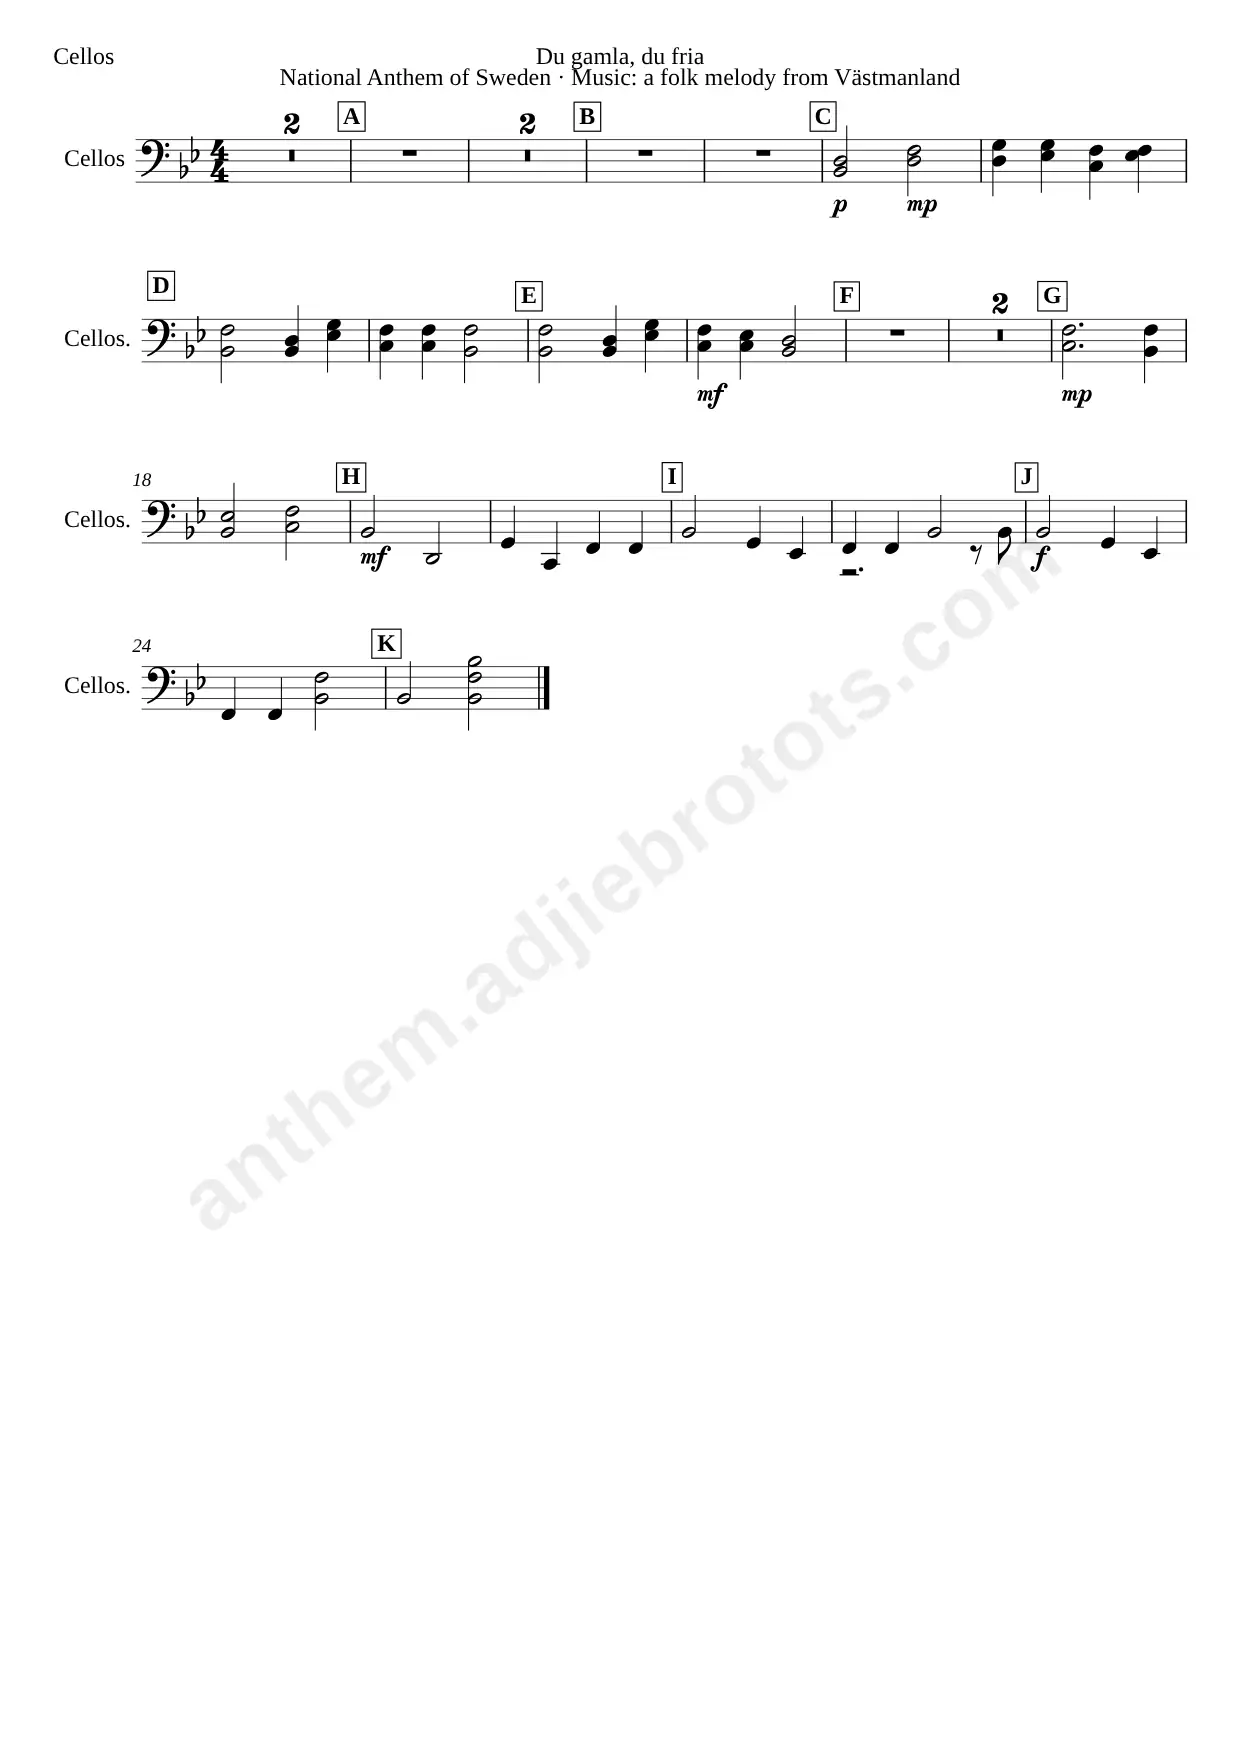 Cellos
Du gamla, du fria
National Anthem of Sweden · Music: a folk melody from Västmanland
2 A 2 B C
Cellos
p mp
D E F 2 G
Cellos.
mf mp
18 H I J
Cellos.
mf f
24 K
Cellos.
anthem.adjiebrotots.com